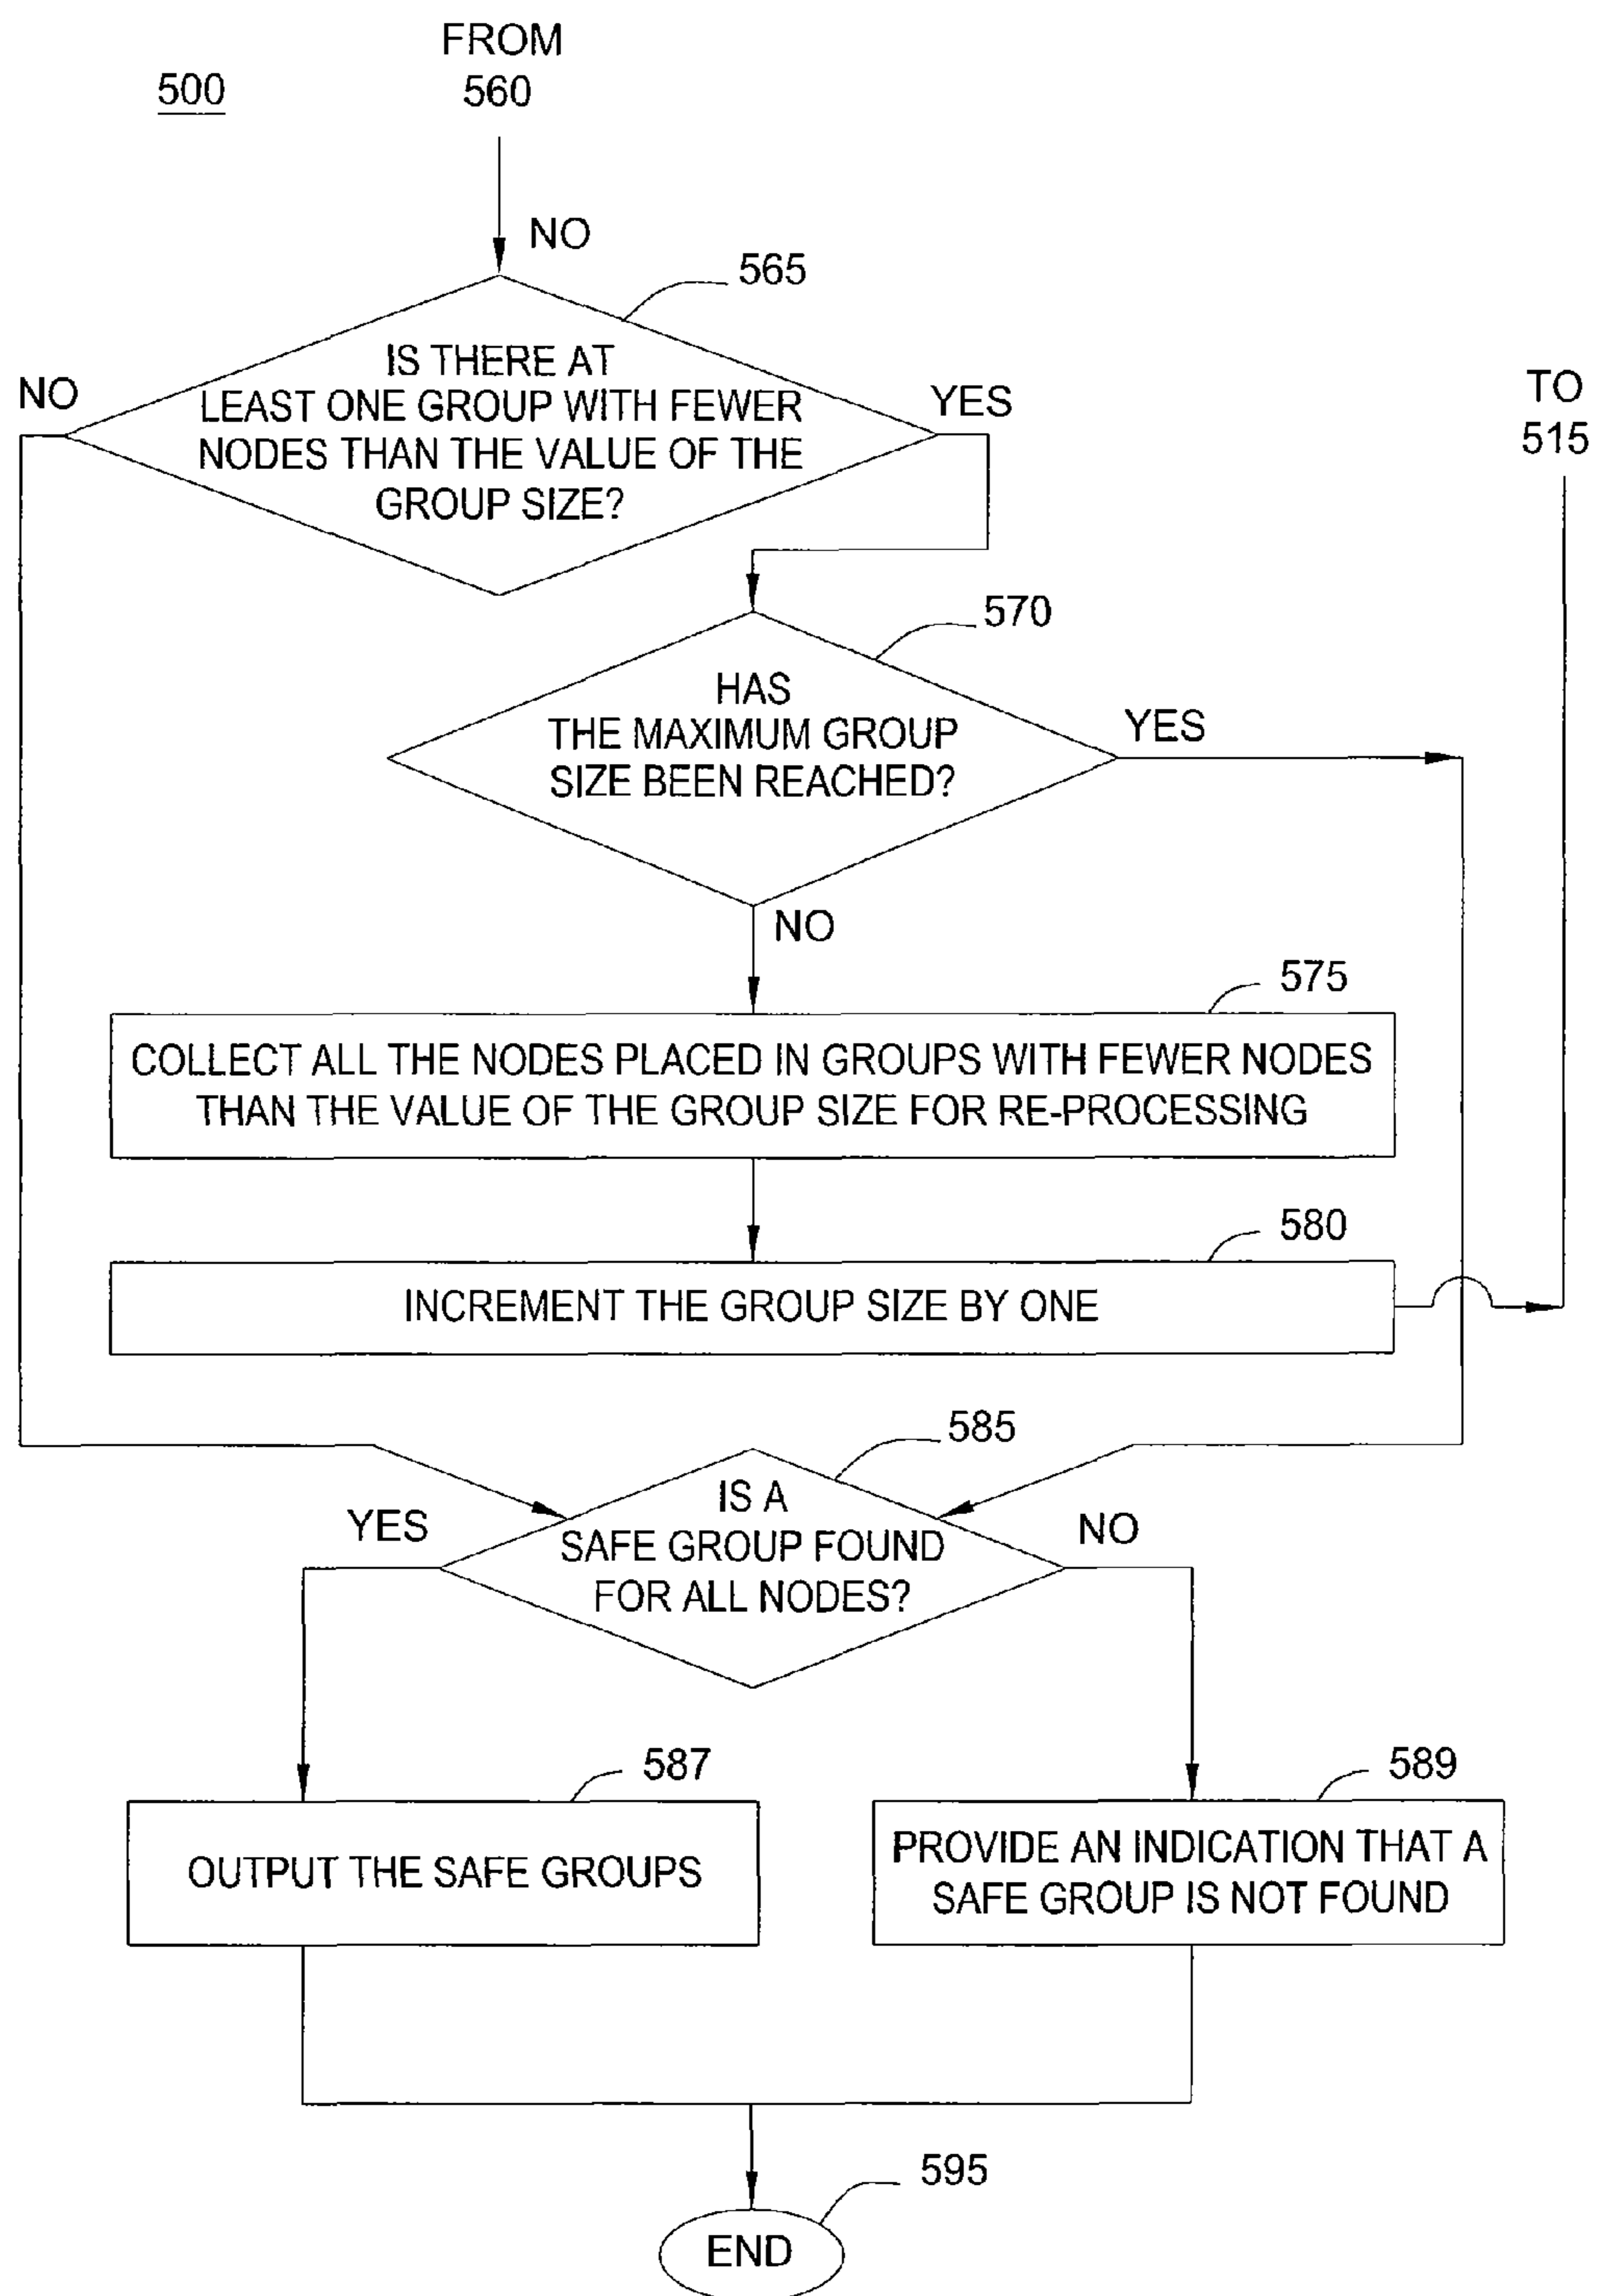 FROM
560
500
NO
565
IS THERE AT
LEAST ONE GROUP WITH FEWER
NODES THAN THE VALUE OF THE
GROUP SIZE?
NO
YES
TO
515
570
HAS
THE MAXIMUM GROUP
SIZE BEEN REACHED?
YES
NO
575
COLLECT ALL THE NODES PLACED IN GROUPS WITH FEWER NODES
THAN THE VALUE OF THE GROUP SIZE FOR RE-PROCESSING
580
INCREMENT THE GROUP SIZE BY ONE
585
IS A
SAFE GROUP FOUND
FOR ALL NODES?
YES
NO
587
OUTPUT THE SAFE GROUPS
589
PROVIDE AN INDICATION THAT A
SAFE GROUP IS NOT FOUND
595
END